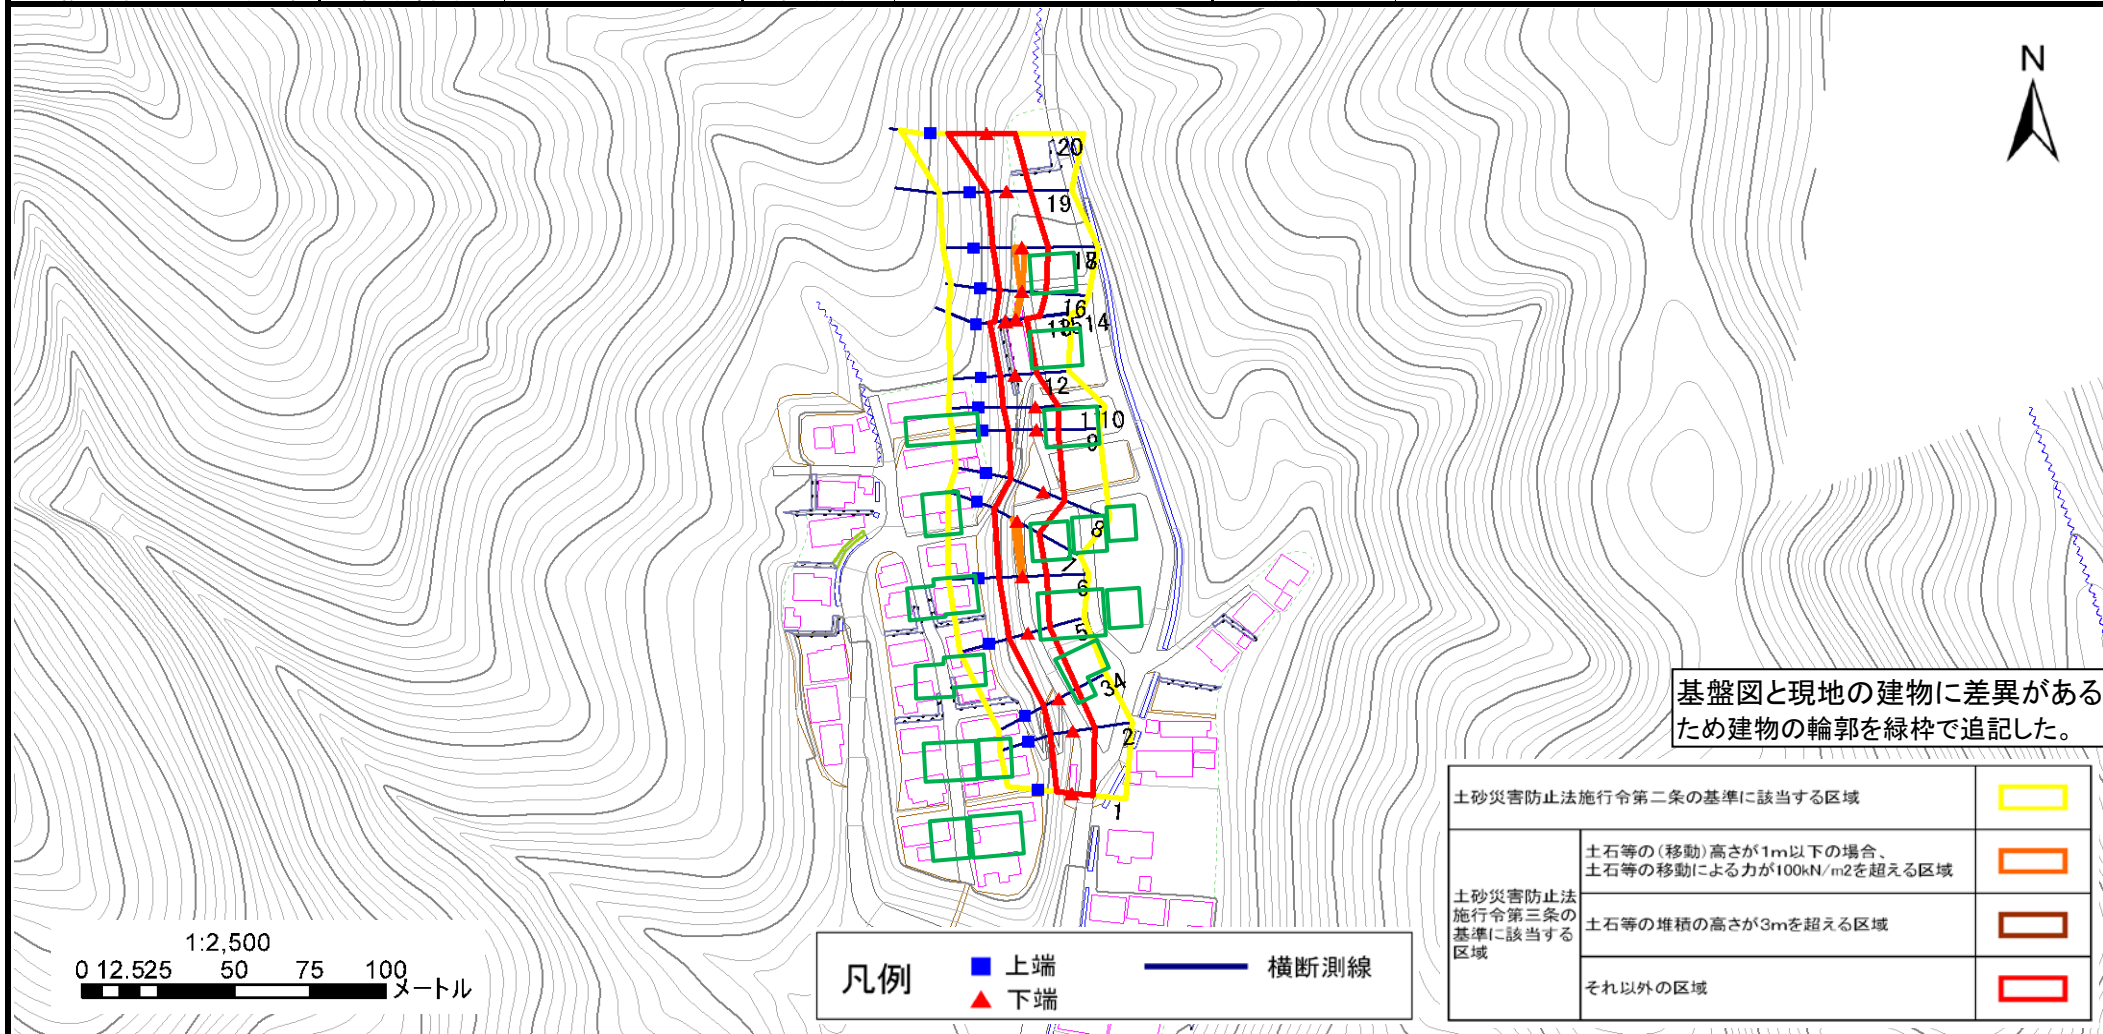 N
20
19
18
16
14
12
10
9
8
7
6
5
34
2
1
基盤図と現地の建物に差異がある
ため建物の輪郭を緑枠で追記した。
土砂災害防止法施行令第二条の基準に該当する区域
土砂災害防止法
施行令第三条の
基準に該当する
区域
土石等の(移動)高さが1m以下の場合、
土石等の移動による力が100kN/m2を超える区域
土石等の堆積の高さが3mを超える区域
それ以外の区域
1:2,500
0 12.525 50 75 100
メートル
凡例
上端
下端
横断測線